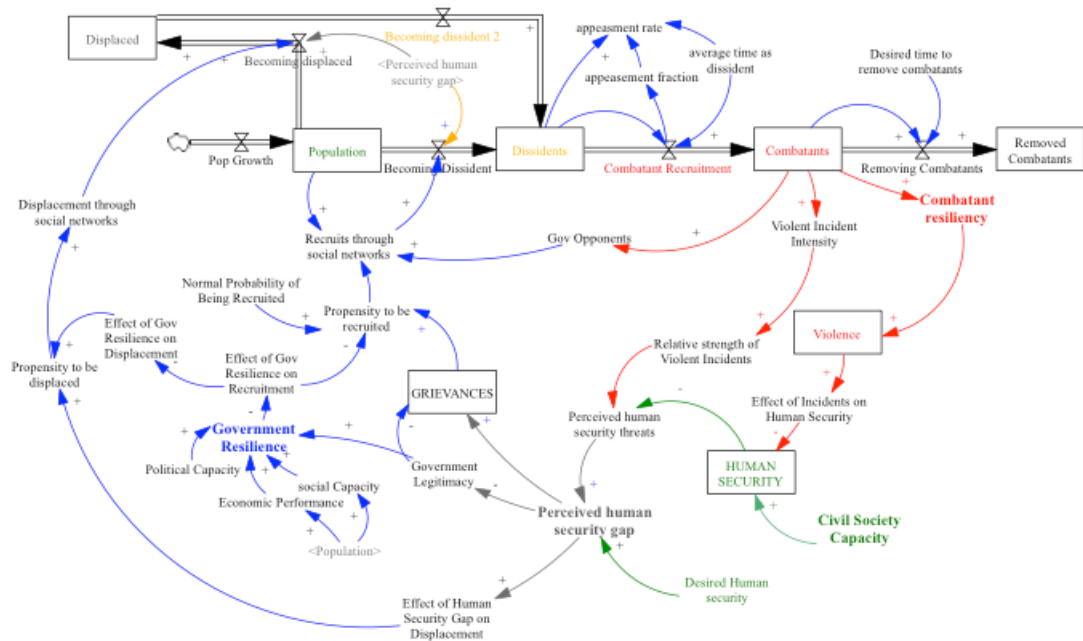 Displaced
Becoming dissident 2
Becoming displaced
<Perceived human
security gap>
appeasment rate
appeasement fraction
average time as
dissident
Desired time to
remove combatants
Pop Growth
Population
Becoming Dissident
Dissidents
Combatant Recruitment
Combatants
Removing Combatants
Removed
Combatants
Displacement through
social networks
Recruits through
social networks
Gov Opponents
Violent Incident
Intensity
Combatant
resiliency
Normal Probability of
Being Recruited
Propensity to be
recruited
Effect of Gov
Resilience on
Displacement
Propensity to be
displaced
Effect of Gov
Resilience on
Recruitment
Relative strength of
Violent Incidents
Violence
GRIEVANCES
Perceived human
security threats
Effect of Incidents on
Human Security
Government
Resilience
Political Capacity
Economic Performance
social Capacity
<Population>
Government
Legitimacy
HUMAN
SECURITY
Perceived human
security gap
Civil Society
Capacity
Desired Human
security
Effect of Human
Security Gap on
Displacement